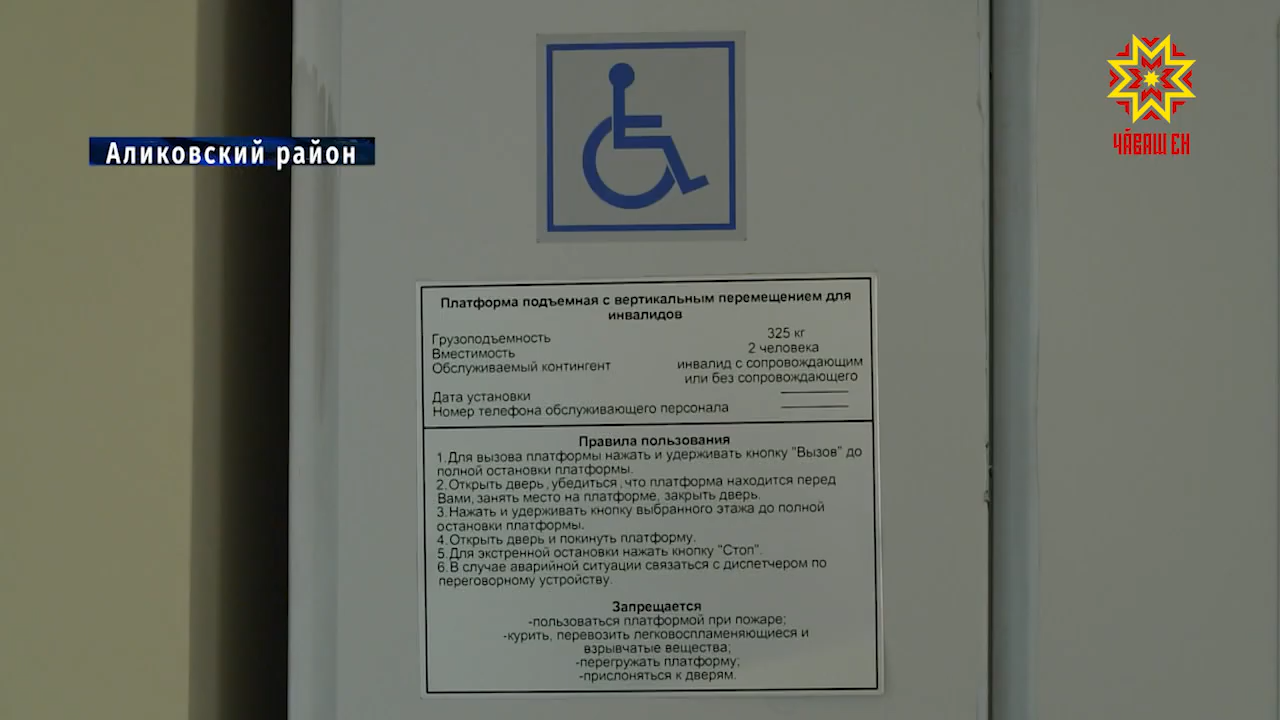 Аликовский район
ЧӐВАШ ЕН
Платформа подъемная с вертикальным перемещением для
инвалидов
Грузоподъемность 325 кг
Вместимость 2 человека
Обслуживаемый контингент инвалид с сопровождающим
или без сопровождающего
Дата установки
Номер телефона обслуживающего персонала
Правила пользования
1.Для вызова платформы нажать и удерживать кнопку "Вызов" до
полной остановки платформы.
2.Открыть дверь, убедиться, что платформа находится перед
Вами, занять место на платформе, закрыть дверь.
3.Нажать и удерживать кнопку выбранного этажа до полной
остановки платформы.
4.Открыть дверь и покинуть платформу.
5.Для экстренной остановки нажать кнопку "Стоп".
6.В случае аварийной ситуации связаться с диспетчером по
переговорному устройству.
Запрещается
-пользоваться платформой при пожаре;
-курить, перевозить легковоспламеняющиеся и
взрывчатые вещества;
-перегружать платформу;
-прислоняться к дверям.